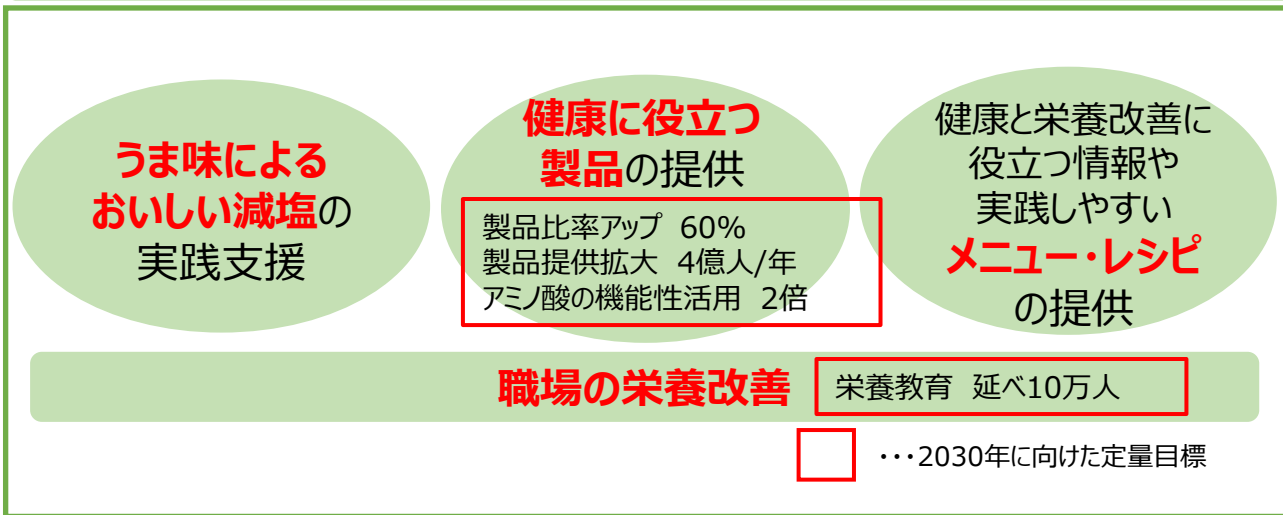 うま味による
おいしい減塩の
実践支援
健康に役立つ
製品の提供
製品比率アップ 60%
製品提供拡大 4億人/年
アミノ酸の機能性活用 2倍
健康と栄養改善に
役立つ情報や
実践しやすい
メニュー・レシピ
の提供
職場の栄養改善
栄養教育 延べ10万人
・・・2030年に向けた定量目標